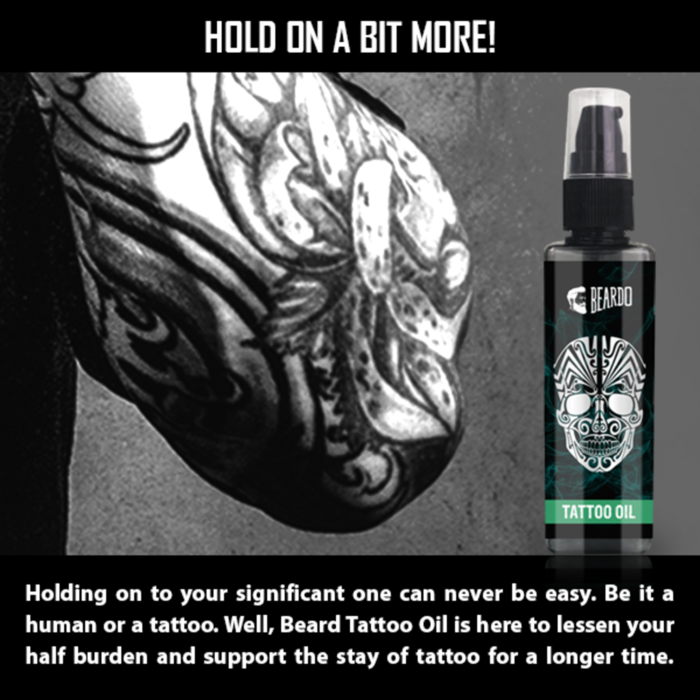 HOLD ON A BIT MORE!
BEARDO
TATTOO OIL
Holding on to your significant one can never be easy. Be it a
human or a tattoo. Well, Beard Tattoo Oil is here to lessen your
half burden and support the stay of tattoo for a longer time.